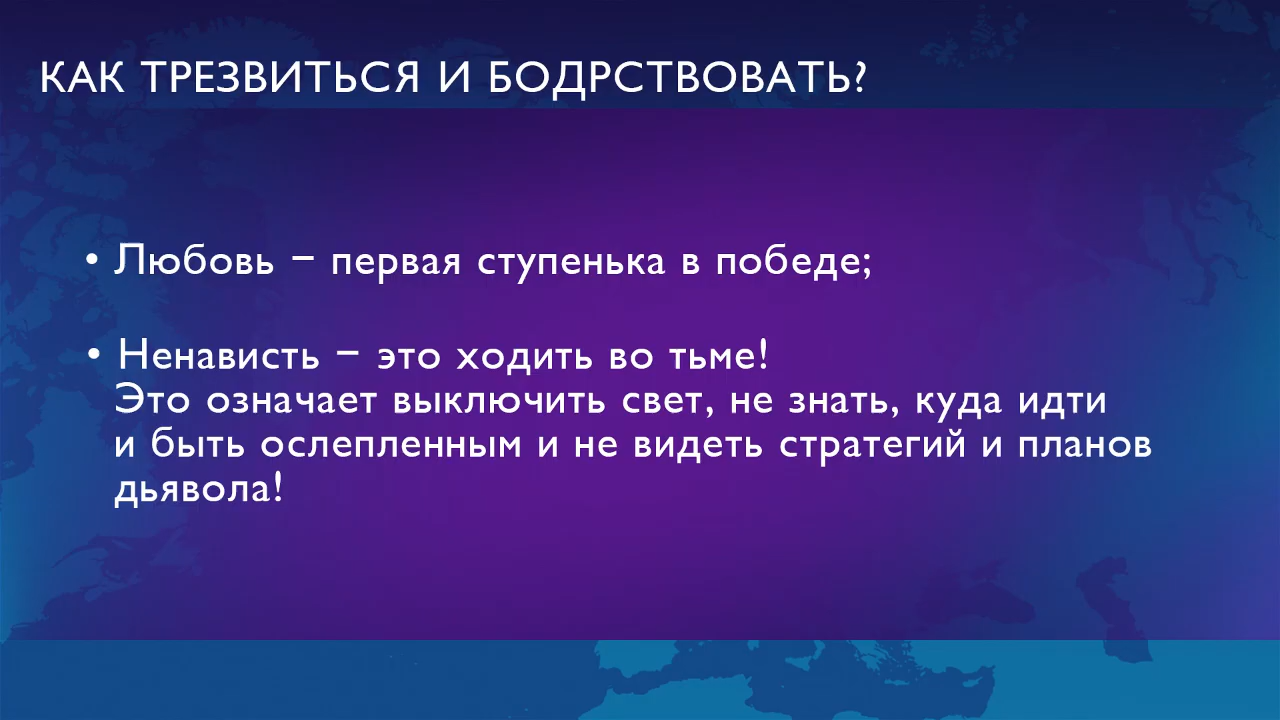 КАК ТРЕЗВИТЬСЯ И БОДРСТВОВАТЬ?
• Любовь – первая ступенька в победе;
• Ненависть – это ходить во тьме!
Это означает выключить свет, не знать, куда идти
и быть ослепленным и не видеть стратегий и планов
дьявола!